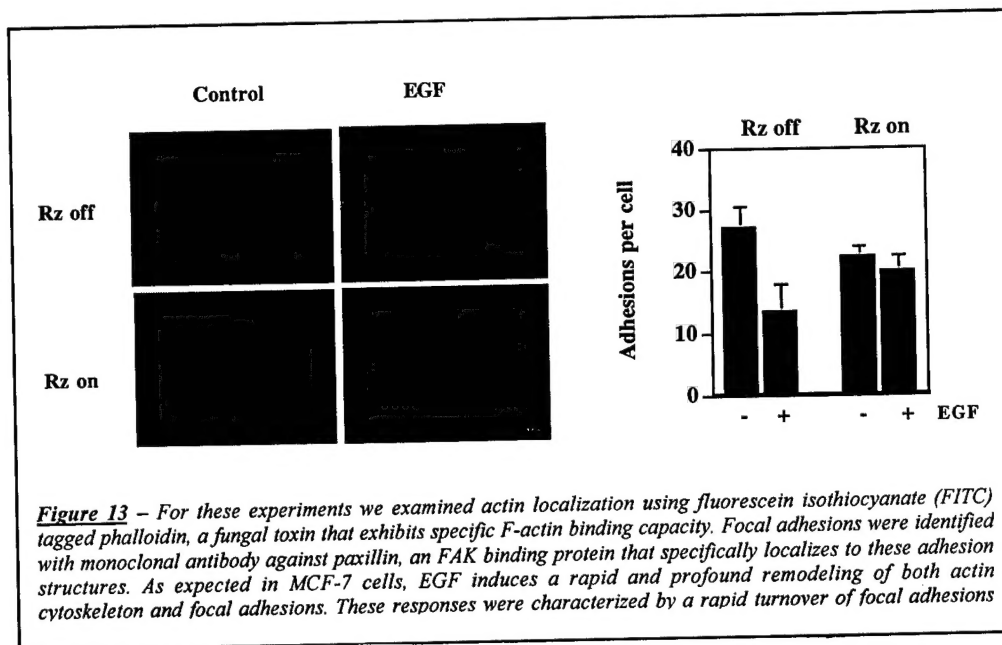 Control EGF
Rz off
Rz on
Rz off Rz on
Adhesions per cell
40
30
20
10
0
- + - + EGF
Figure 13 – For these experiments we examined actin localization using fluorescein isothiocyanate (FITC)
tagged phalloidin, a fungal toxin that exhibits specific F-actin binding capacity. Focal adhesions were identified
with monoclonal antibody against paxillin, an FAK binding protein that specifically localizes to these adhesion
structures. As expected in MCF-7 cells, EGF induces a rapid and profound remodeling of both actin
cytoskeleton and focal adhesions. These responses were characterized by a rapid turnover of focal adhesions